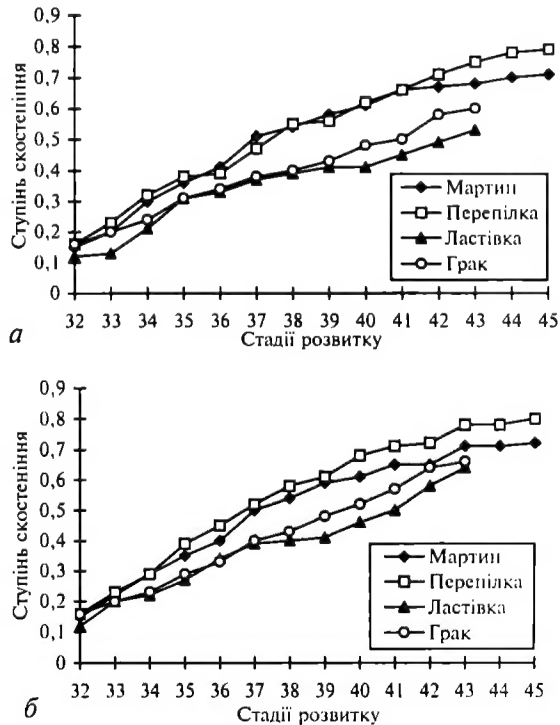 Ступінь скостеніння
0,9
0,8
0,7
0,6
0,5
0,4
0,3
0,2
0,1
0
Мартин
Перепілка
Ластівка
Грак
32 33 34 35 36 37 38 39 40 41 42 43 44 45
Стадії розвитку
а
Ступінь скостеніння
0,9
0,8
0,7
0,6
0,5
0,4
0,3
0,2
0,1
0
Мартин
Перепілка
Ластівка
Грак
32 33 34 35 36 37 38 39 40 41 42 43 44 45
Стадії розвитку
б